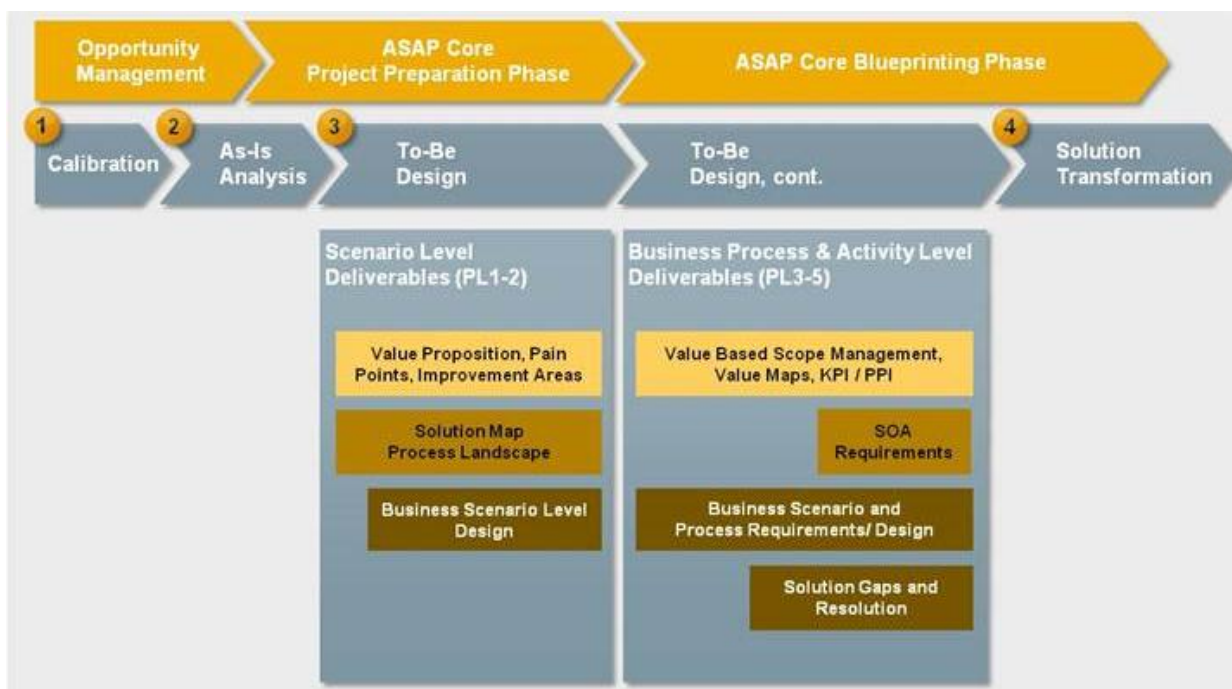 Opportunity
Management
ASAP Core
Project Preparation Phase
ASAP Core Blueprinting Phase
1
Calibration
2
As-Is
Analysis
3
To-Be
Design
To-Be
Design, cont.
4
Solution
Transformation
Scenario Level
Deliverables (PL1-2)
Value Proposition, Pain
Points, Improvement Areas
Solution Map
Process Landscape
Business Scenario Level
Design
Business Process & Activity Level
Deliverables (PL3-5)
Value Based Scope Management,
Value Maps, KPI / PPI
SOA
Requirements
Business Scenario and
Process Requirements/ Design
Solution Gaps and
Resolution